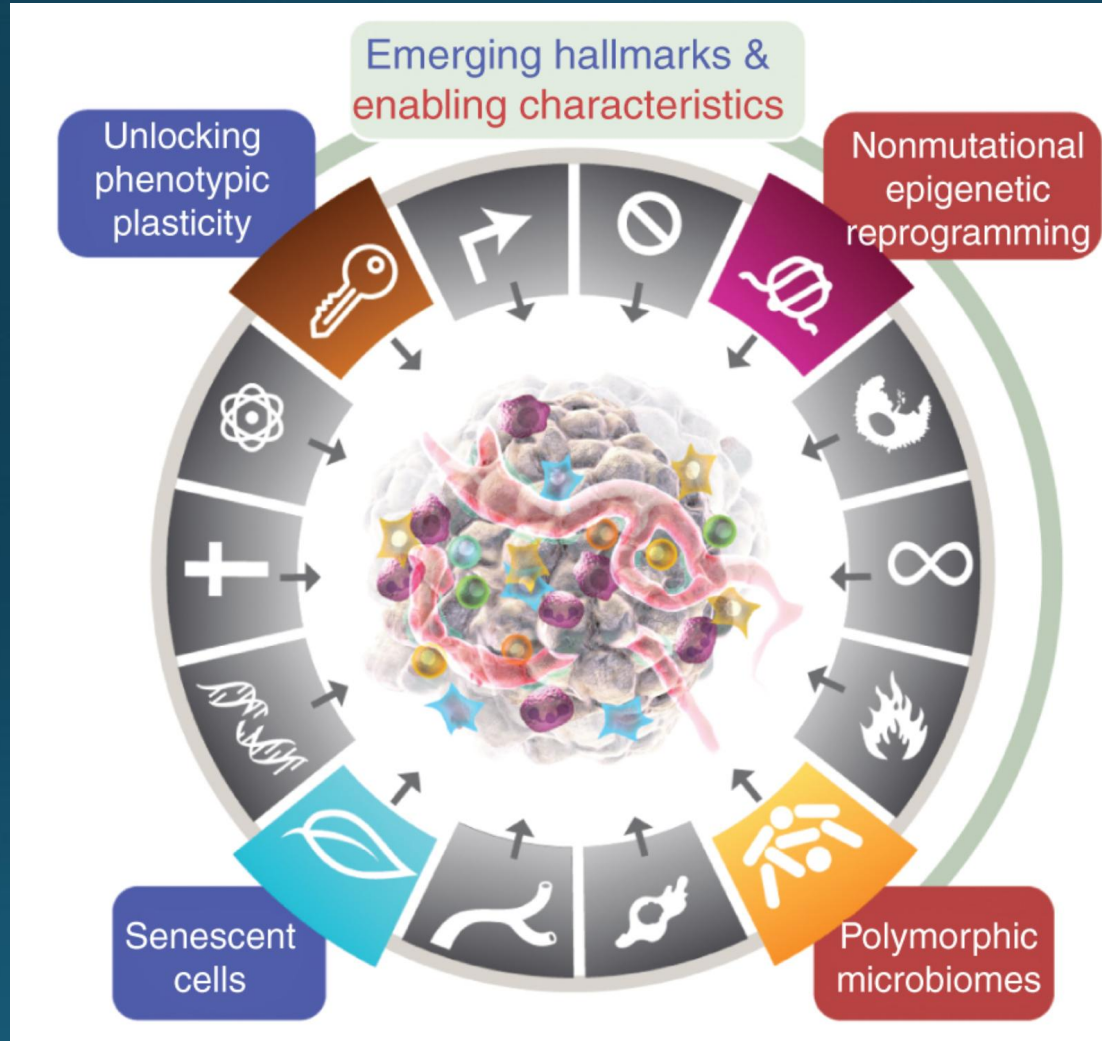 Emerging hallmarks &
enabling characteristics
Unlocking
phenotypic
plasticity
Nonmutational
epigenetic
reprogramming
Senescent
cells
Polymorphic
microbiomes